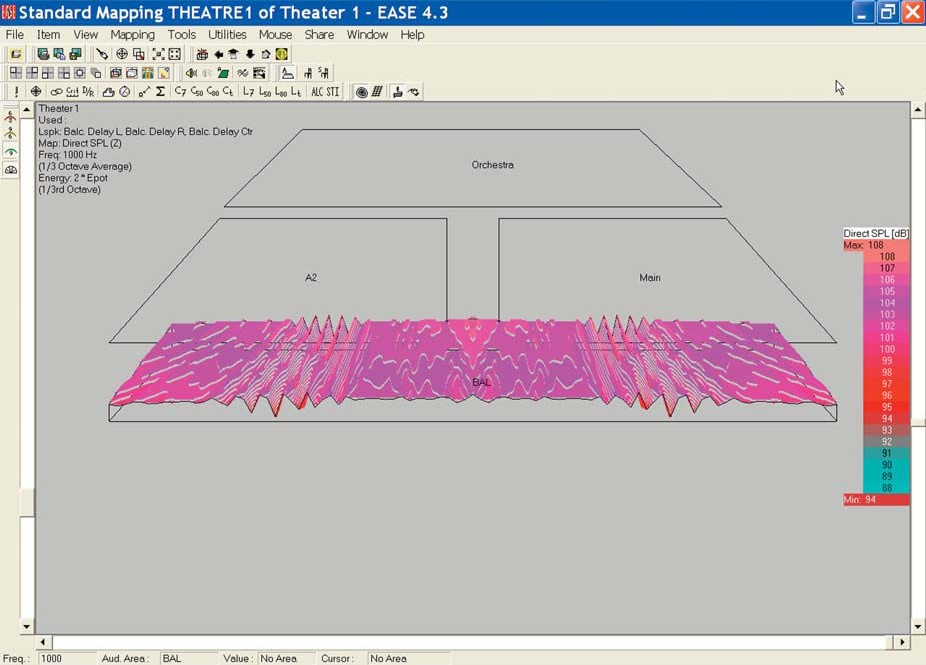 EASE Standard Mapping THEATRE1 of Theater 1 - EASE 4.3
File Item View Mapping Tools Utilities Mouse Share Window Help
C7 C50 C80 Ct L7 L50 L80 Lt ALC STI
Theater 1
Used :
Lspk: Balc. Delay L, Balc. Delay R, Balc. Delay Ctr
Map: Direct SPL (Z)
Freq: 1000 Hz
(1/3 Octave Average)
Energy: 2 * Epot
(1/3rd Octave)
Orchestra
A2 Main
BAL
Direct SPL [dB]
Max: 108
108
107
106
105
104
103
102
101
100
99
98
97
96
95
94
93
92
91
90
89
88
Min: 94
Freq.: 1000 Aud. Area: BAL Value: No Area Cursor: No Area